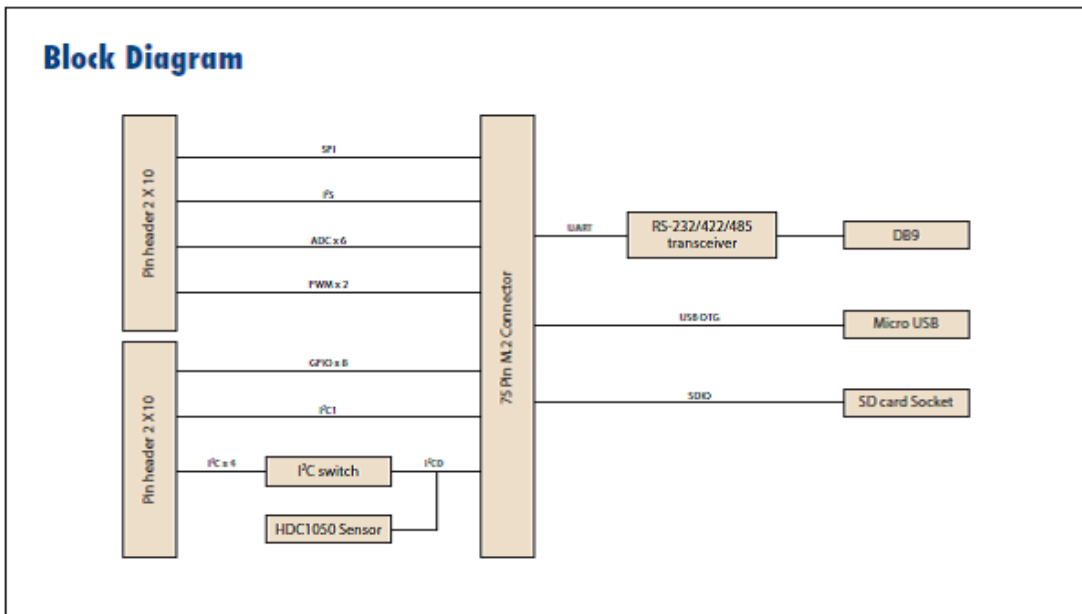 Block Diagram
Pin header 2 X 10
SPI
I²S
ADC x 6
PWM x 2
75 Pin M.2 Connector
UART
RS-232/422/485
transceiver
DB9
USB OTG
Micro USB
SDIO
SD card Socket
Pin header 2 X 10
GPIO x 8
I²C1
I²C x 4
I²C switch
I²C0
HDC1050 Sensor